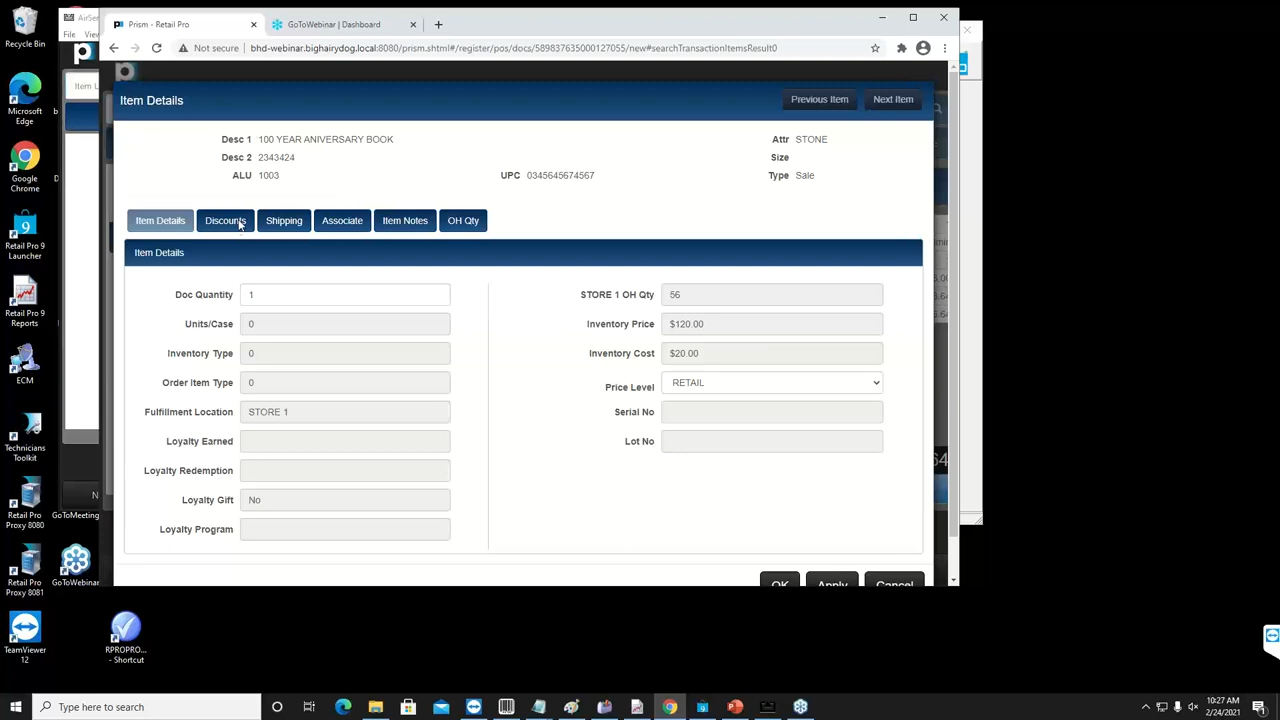 Recycle Bin
Microsoft Edge
Google Chrome
Retail Pro 9 Launcher
Retail Pro 9 Reports
ECM
Technicians Toolkit
Retail Pro Proxy 8080
GoToMeeting
Retail Pro Proxy 8081
GoToWebinar
TeamViewer 12
RPROPRO... - Shortcut
AirSer
File View
Item L
N
Prism - Retail Pro
GoToWebinar | Dashboard
Not secure bhd-webinar.bighairydog.local:8080/prism.shtml#/register/pos/docs/589837635000127055/new#searchTransactionItemsResult0
Item Details
Previous Item Next Item
Desc 1 100 YEAR ANIVERSARY BOOK Attr STONE
Desc 2 2343424 Size
ALU 1003 UPC 0345645674567 Type Sale
Item Details Discounts Shipping Associate Item Notes OH Qty
Item Details
Doc Quantity 1 STORE 1 OH Qty 56
Units/Case 0 Inventory Price $120.00
Inventory Type 0 Inventory Cost $20.00
Order Item Type 0 Price Level RETAIL
Fulfillment Location STORE 1 Serial No
Loyalty Earned Lot No
Loyalty Redemption
Loyalty Gift No
Loyalty Program
OK Apply Cancel
Type here to search
10:27 AM
2/24/2021